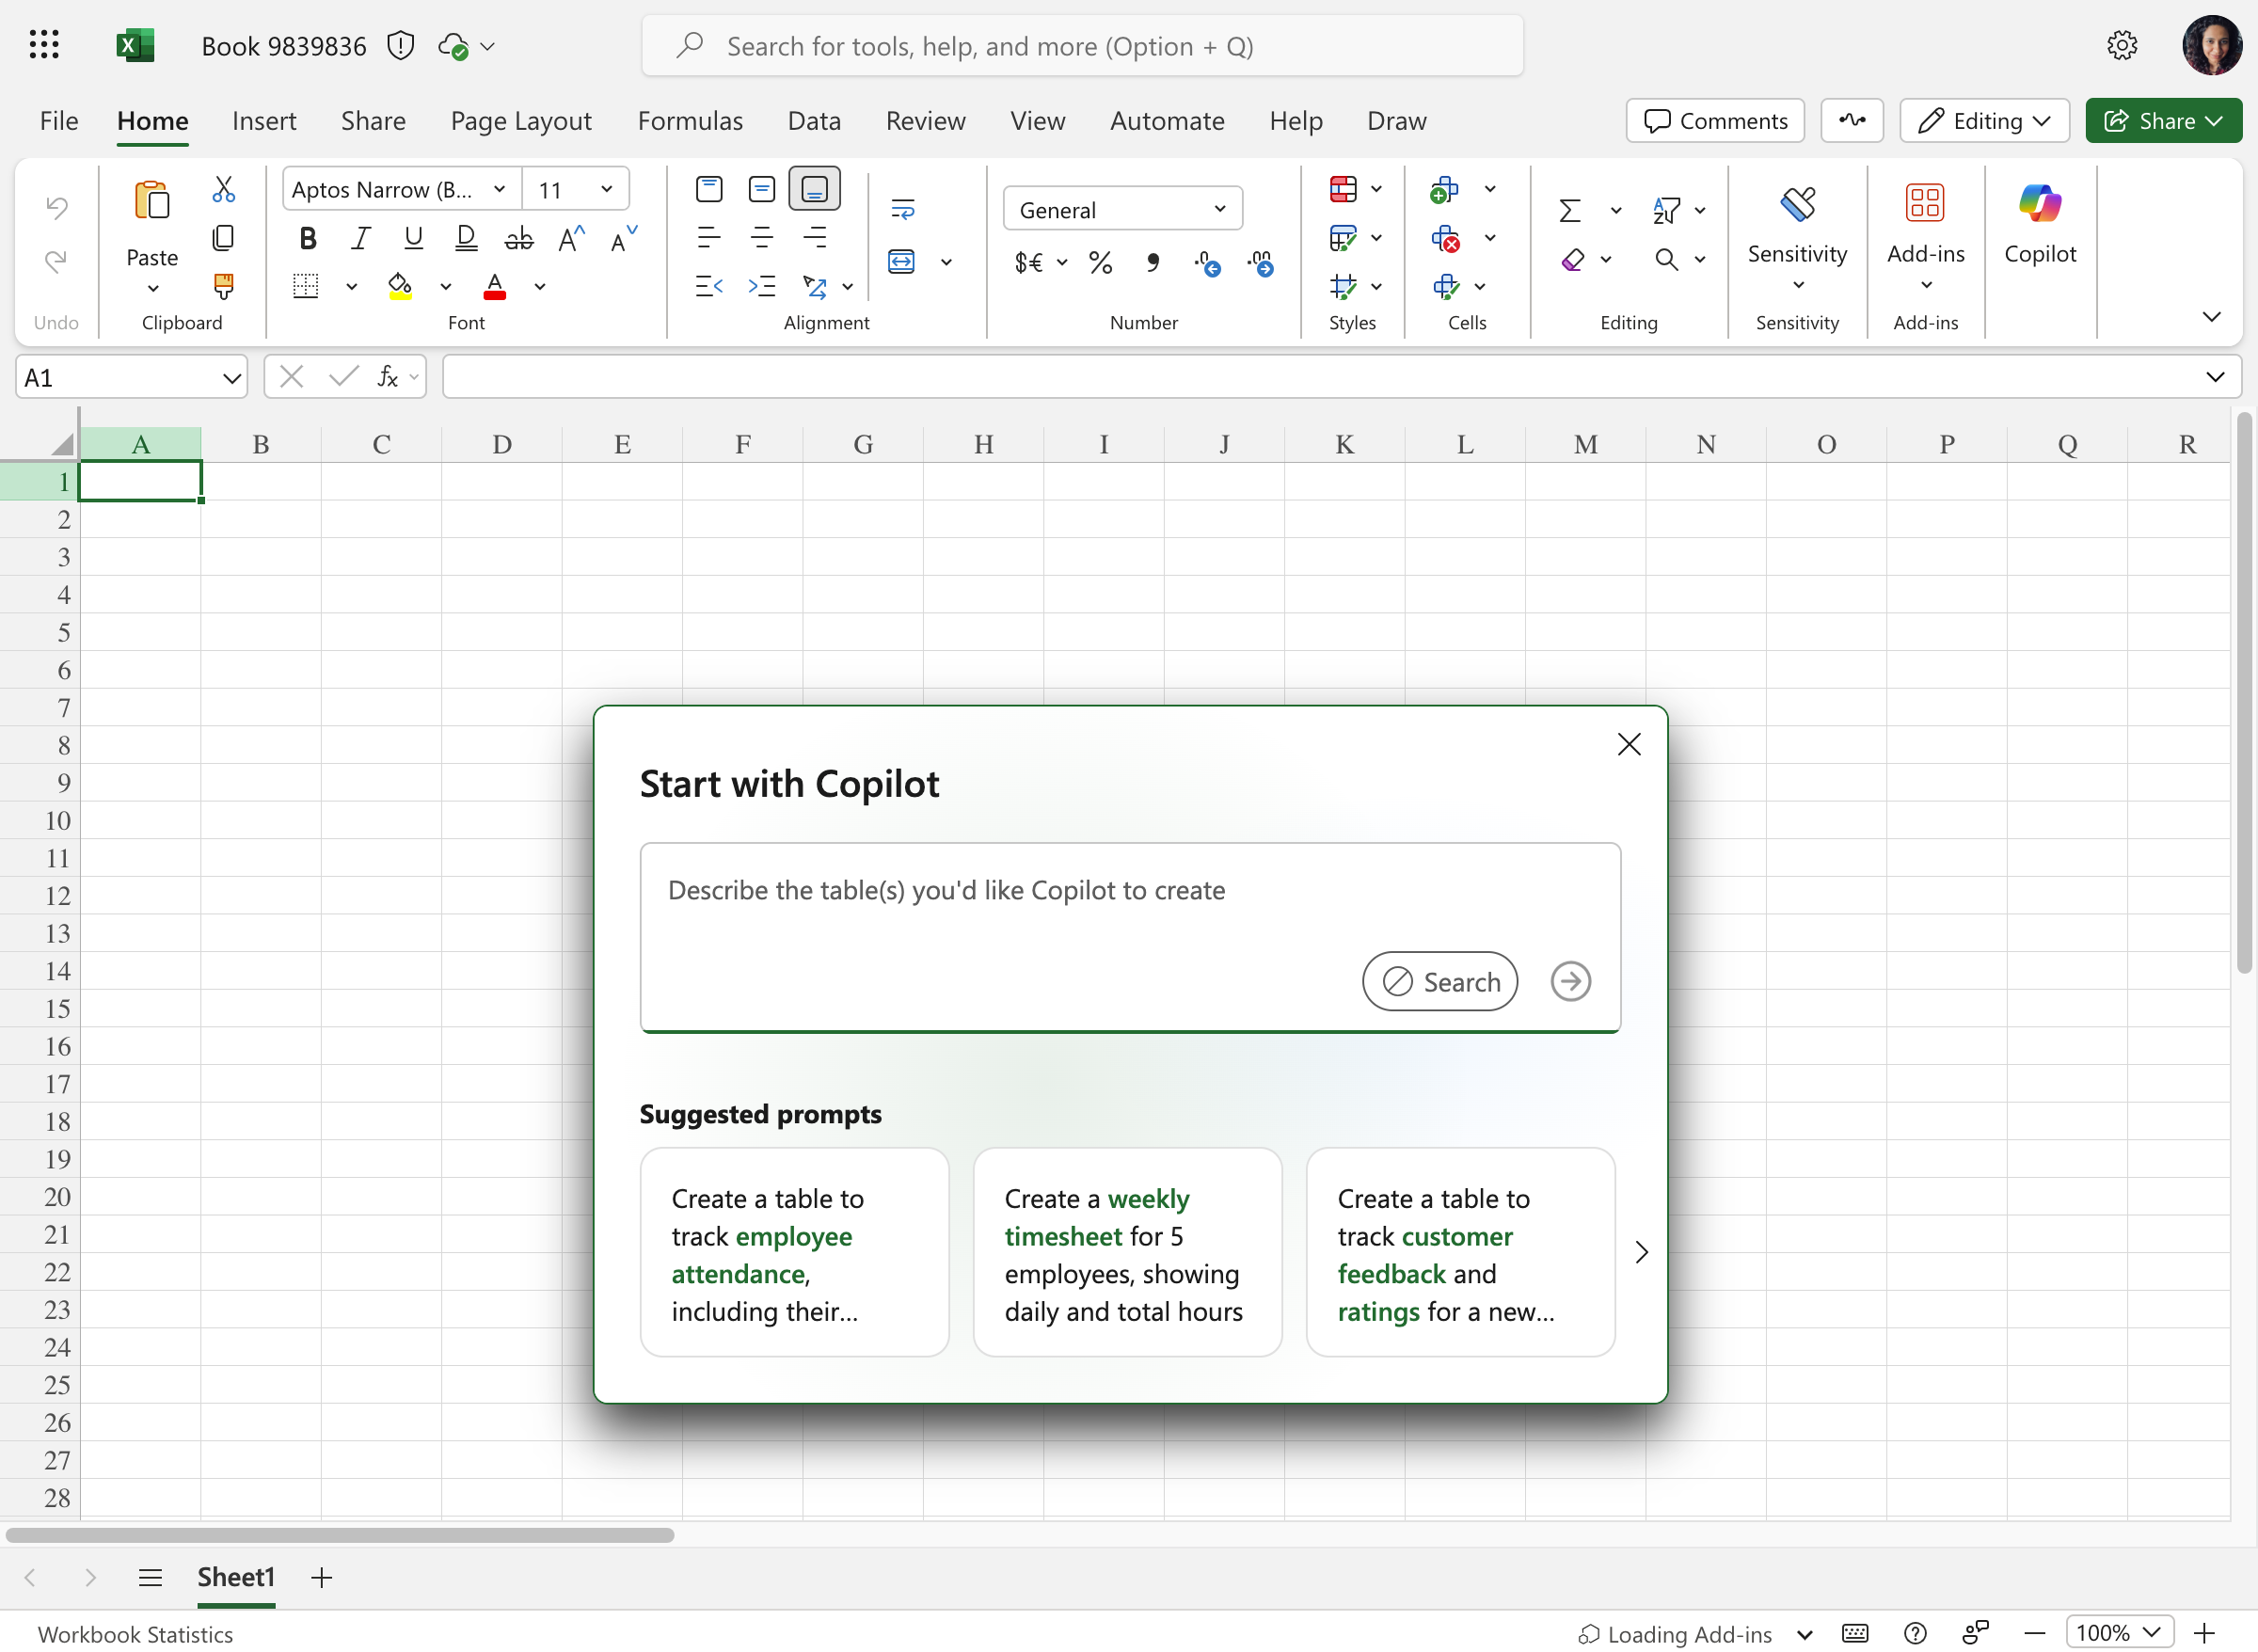 Book 9839836
Search for tools, help, and more (Option + Q)
File Home Insert Share Page Layout Formulas Data Review View Automate Help Draw
Comments Editing Share
Paste
Aptos Narrow (B... 11
General
Sensitivity Add-ins Copilot
Undo Clipboard Font Alignment Number Styles Cells Editing Sensitivity Add-ins
A1
A B C D E F G H I J K L M N O P Q R
1
2
3
4
5
6
7
8
9
10
11
12
13
14
15
16
17
18
19
20
21
22
23
24
25
26
27
28
Start with Copilot
Describe the table(s) you'd like Copilot to create
Search
Suggested prompts
Create a table to
track employee
attendance,
including their...
Create a weekly
timesheet for 5
employees, showing
daily and total hours
Create a table to
track customer
feedback and
ratings for a new...
Sheet1
Workbook Statistics
Loading Add-ins
100%